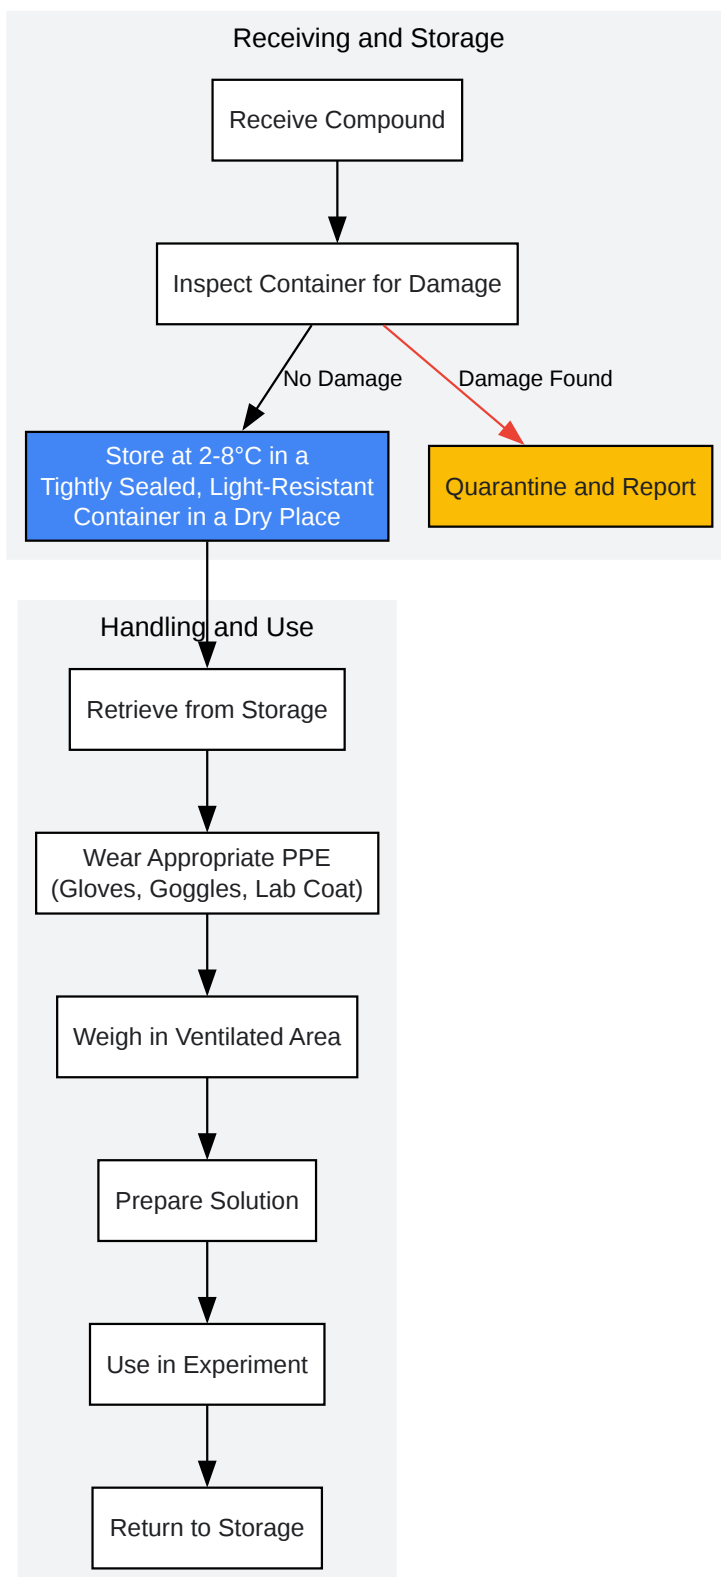 Receiving and Storage
Receive Compound
Inspect Container for Damage
No Damage
Damage Found
Store at 2-8°C in a
Tightly Sealed, Light-Resistant
Container in a Dry Place
Quarantine and Report
Handling and Use
Retrieve from Storage
Wear Appropriate PPE
(Gloves, Goggles, Lab Coat)
Weigh in Ventilated Area
Prepare Solution
Use in Experiment
Return to Storage